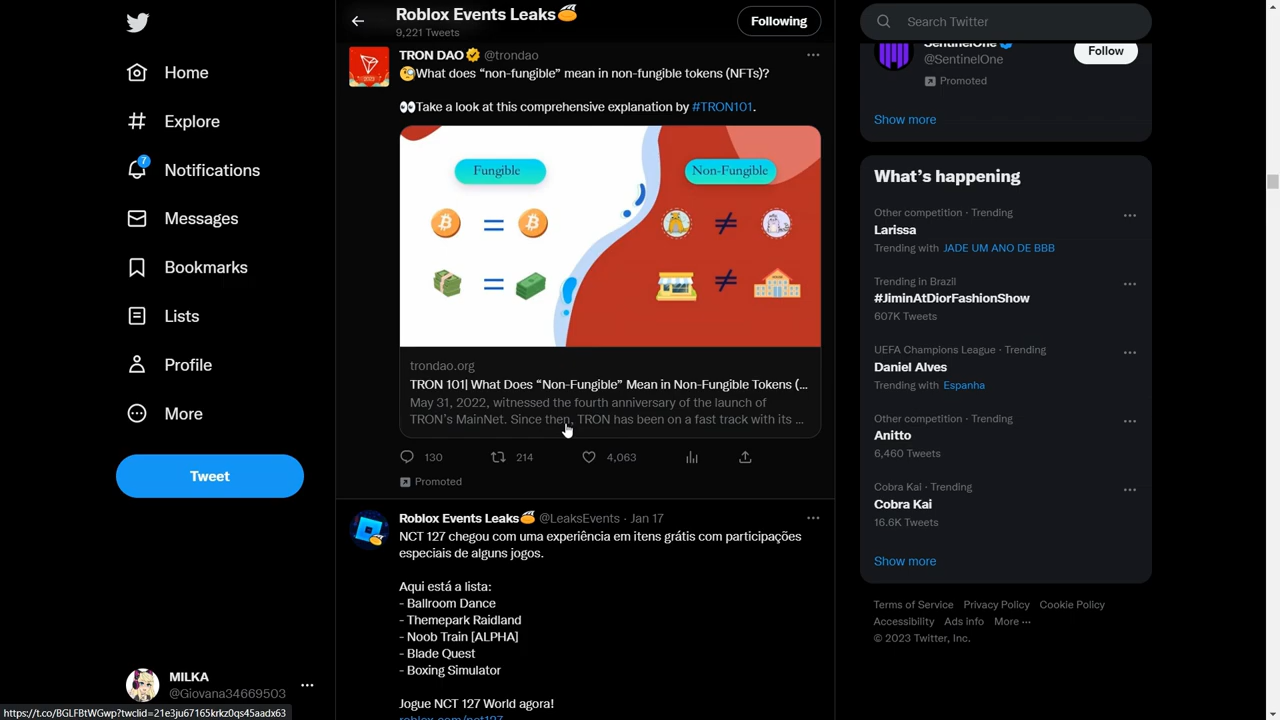 Home
Explore
7
Notifications
Messages
Bookmarks
Lists
Profile
More
Tweet
MILKA
@Giovana34669503
https://t.co/BGLFBtWGwp?twclid=21e3ju67165krkz0qs45aadx63
Roblox Events Leaks
9,221 Tweets
Following
TRON DAO @trondao
What does “non-fungible” mean in non-fungible tokens (NFTs)?
Take a look at this comprehensive explanation by #TRON101.
Fungible
Non-Fungible
trondao.org
TRON 101| What Does “Non-Fungible” Mean in Non-Fungible Tokens (...
May 31, 2022, witnessed the fourth anniversary of the launch of
TRON’s MainNet. Since then, TRON has been on a fast track with its ...
130
214
4,063
Promoted
Roblox Events Leaks @LeaksEvents · Jan 17
NCT 127 chegou com uma experiência em itens grátis com participações
especiais de alguns jogos.
Aqui está a lista:
- Ballroom Dance
- Themepark Raidland
- Noob Train [ALPHA]
- Blade Quest
- Boxing Simulator
Jogue NCT 127 World agora!
roblox.com/nct127
Search Twitter
SentinelOne
@SentinelOne
Follow
Promoted
Show more
What’s happening
Other competition · Trending
Larissa
Trending with JADE UM ANO DE BBB
Trending in Brazil
#JiminAtDiorFashionShow
607K Tweets
UEFA Champions League · Trending
Daniel Alves
Trending with Espanha
Other competition · Trending
Anitto
6,460 Tweets
Cobra Kai · Trending
Cobra Kai
16.6K Tweets
Show more
Terms of Service Privacy Policy Cookie Policy
Accessibility Ads info More ...
© 2023 Twitter, Inc.